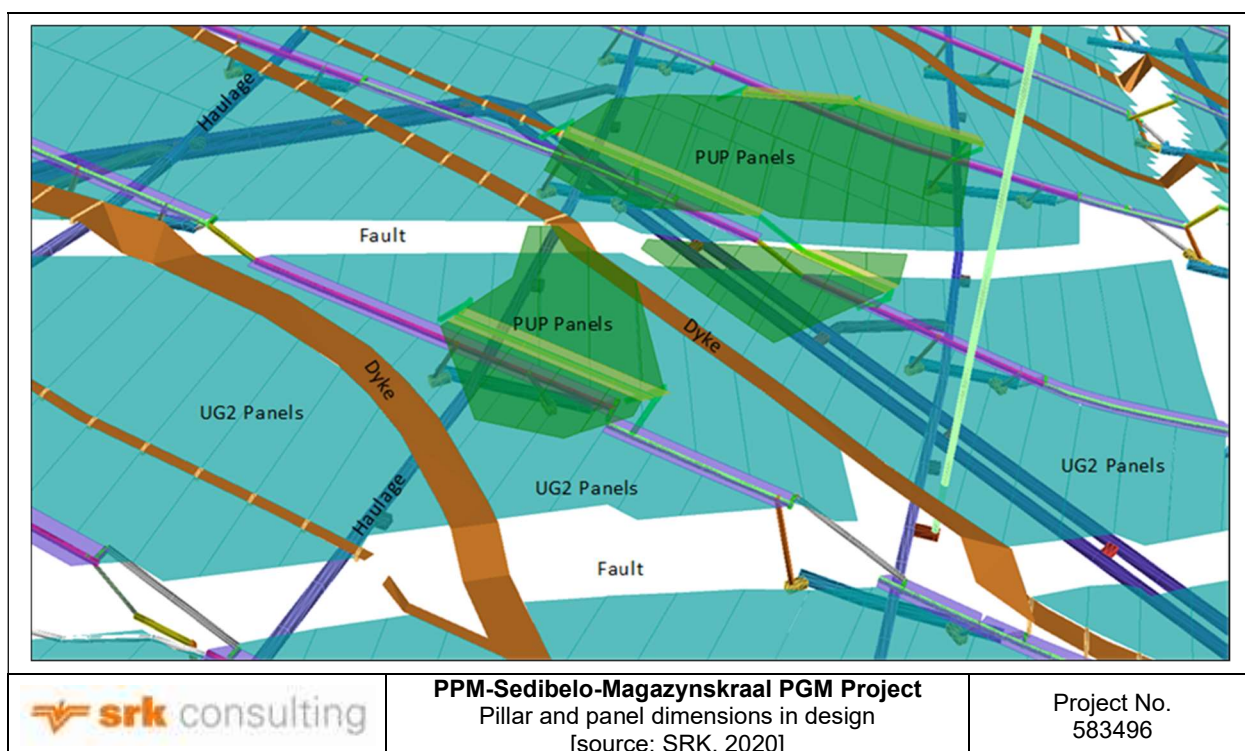 Haulage
PUP Panels
Fault
PUP Panels
Dyke
Dyke
UG2 Panels
UG2 Panels
UG2 Panels
Haulage
Fault
srk consulting
PPM-Sedibelo-Magazynskraal PGM Project
Pillar and panel dimensions in design
[source: SRK, 2020]
Project No.
583496